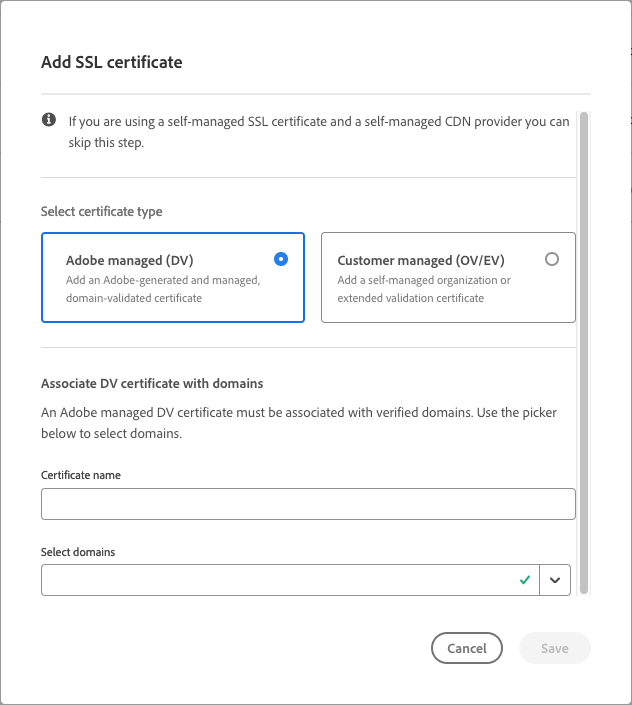 Add SSL certificate
If you are using a self-managed SSL certificate and a self-managed CDN provider you can
skip this step.
Select certificate type
Adobe managed (DV)
Add an Adobe-generated and managed,
domain-validated certificate
Customer managed (OV/EV)
Add a self-managed organization or
extended validation certificate
Associate DV certificate with domains
An Adobe managed DV certificate must be associated with verified domains. Use the picker
below to select domains.
Certificate name
Select domains
Cancel
Save